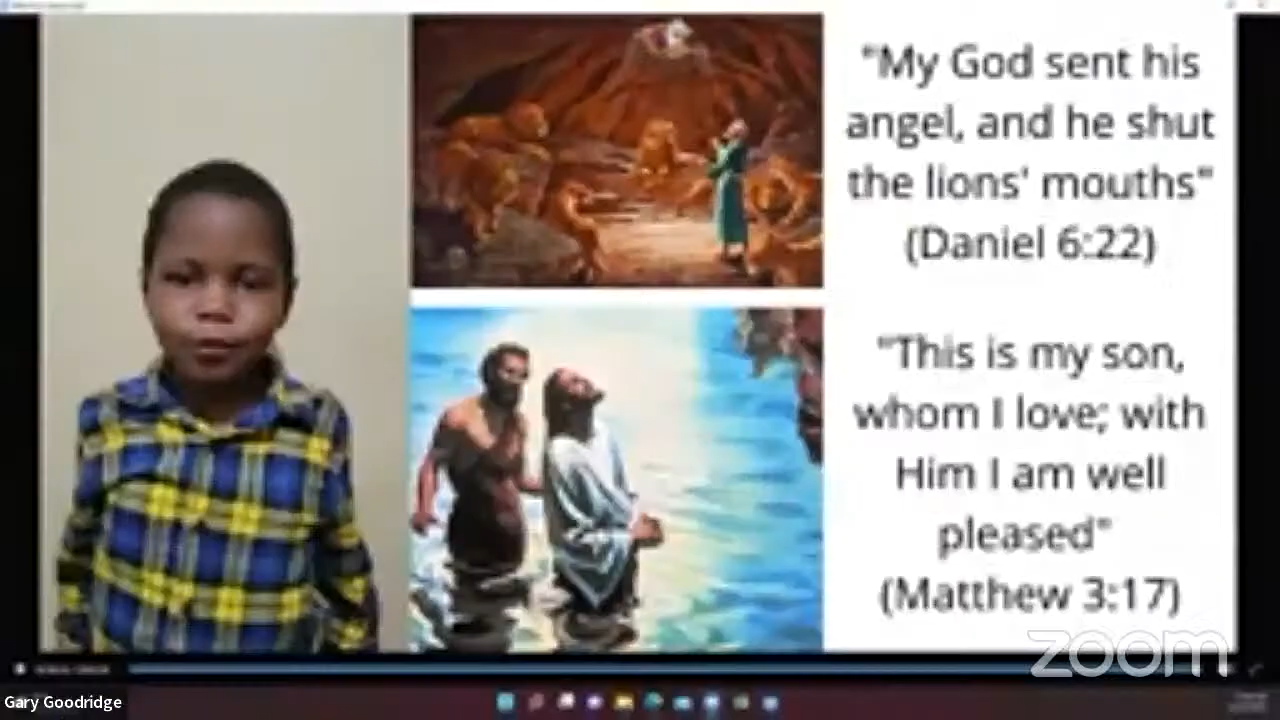 "My God sent his
angel, and he shut
the lions' mouths"
(Daniel 6:22)
"This is my son,
whom I love; with
Him I am well
pleased"
(Matthew 3:17)
zoom
Gary Goodridge